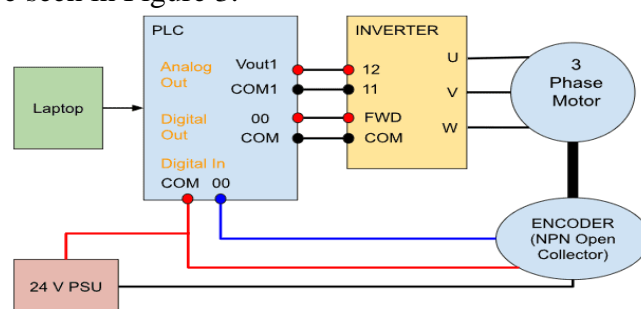 PLC
INVERTER
Analog
Out
Vout1
COM1
Digital
Out
00
COM
Digital In
COM 00
12
11
FWD
COM
U
V
W
3
Phase
Motor
Laptop
ENCODER
(NPN Open
Collector)
24 V PSU